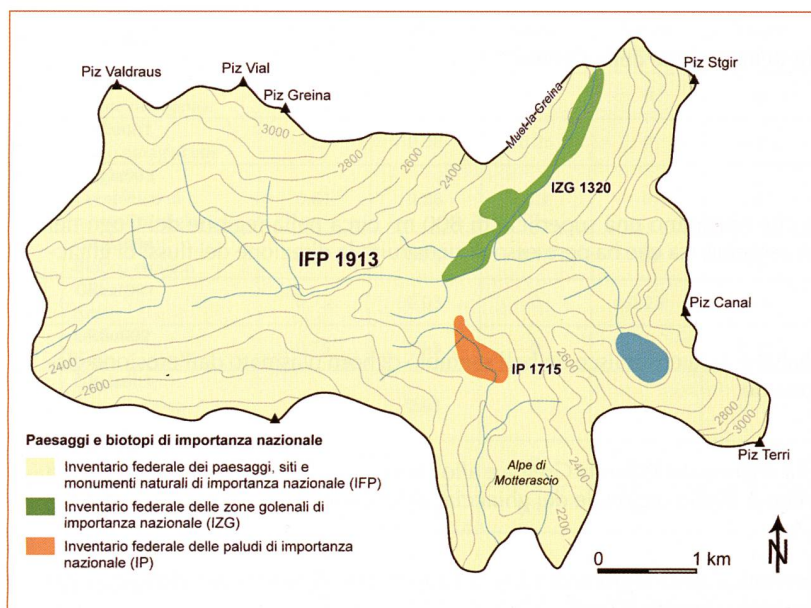 Piz Valdraus
Piz Vial
Piz Greina
Piz Stgir
Muot la Greina
3000
2800
2600
2400
IZG 1320
IFP 1913
Piz Canal
IP 1715
2600
2400
2600
2800
3000
Piz Terri
Alpe di
Motterascio
2400
2200
Paesaggi e biotopi di importanza nazionale
Inventario federale dei paesaggi, siti e
monumenti naturali di importanza nazionale (IFP)
Inventario federale delle zone golenali di
importanza nazionale (IZG)
Inventario federale delle paludi di importanza
nazionale (IP)
0 1 km
N